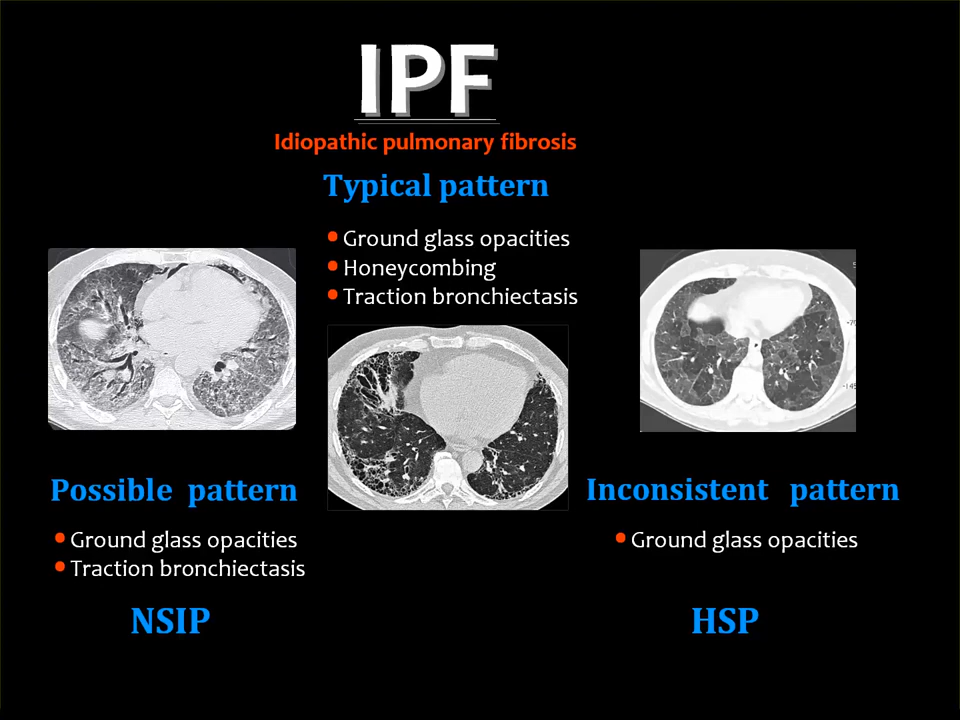 IPF
Idiopathic pulmonary fibrosis
Typical pattern
• Ground glass opacities
• Honeycombing
• Traction bronchiectasis
Possible pattern
• Ground glass opacities
• Traction bronchiectasis
NSIP
Inconsistent pattern
• Ground glass opacities
HSP